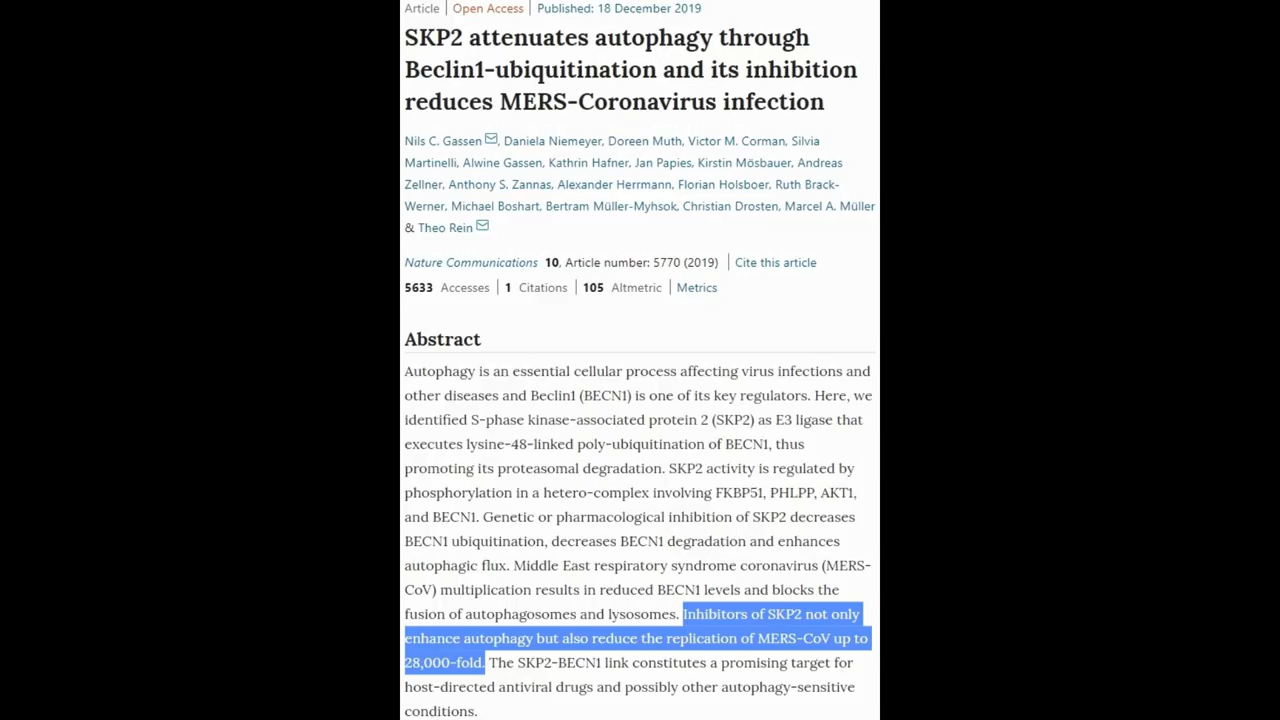 Article | Open Access | Published: 18 December 2019
SKP2 attenuates autophagy through
Beclin1-ubiquitination and its inhibition
reduces MERS-Coronavirus infection
Nils C. Gassen, Daniela Niemeyer, Doreen Muth, Victor M. Corman, Silvia
Martinelli, Alwine Gassen, Kathrin Hafner, Jan Papies, Kirstin Mösbauer, Andreas
Zellner, Anthony S. Zannas, Alexander Herrmann, Florian Holsboer, Ruth Brack-
Werner, Michael Boshart, Bertram Müller-Myhsok, Christian Drosten, Marcel A. Müller
& Theo Rein
Nature Communications 10, Article number: 5770 (2019) | Cite this article
5633 Accesses | 1 Citations | 105 Altmetric | Metrics
Abstract
Autophagy is an essential cellular process affecting virus infections and
other diseases and Beclin1 (BECN1) is one of its key regulators. Here, we
identified S-phase kinase-associated protein 2 (SKP2) as E3 ligase that
executes lysine-48-linked poly-ubiquitination of BECN1, thus
promoting its proteasomal degradation. SKP2 activity is regulated by
phosphorylation in a hetero-complex involving FKBP51, PHLPP, AKT1,
and BECN1. Genetic or pharmacological inhibition of SKP2 decreases
BECN1 ubiquitination, decreases BECN1 degradation and enhances
autophagic flux. Middle East respiratory syndrome coronavirus (MERS-
CoV) multiplication results in reduced BECN1 levels and blocks the
fusion of autophagosomes and lysosomes. Inhibitors of SKP2 not only
enhance autophagy but also reduce the replication of MERS-CoV up to
28,000-fold. The SKP2-BECN1 link constitutes a promising target for
host-directed antiviral drugs and possibly other autophagy-sensitive
conditions.